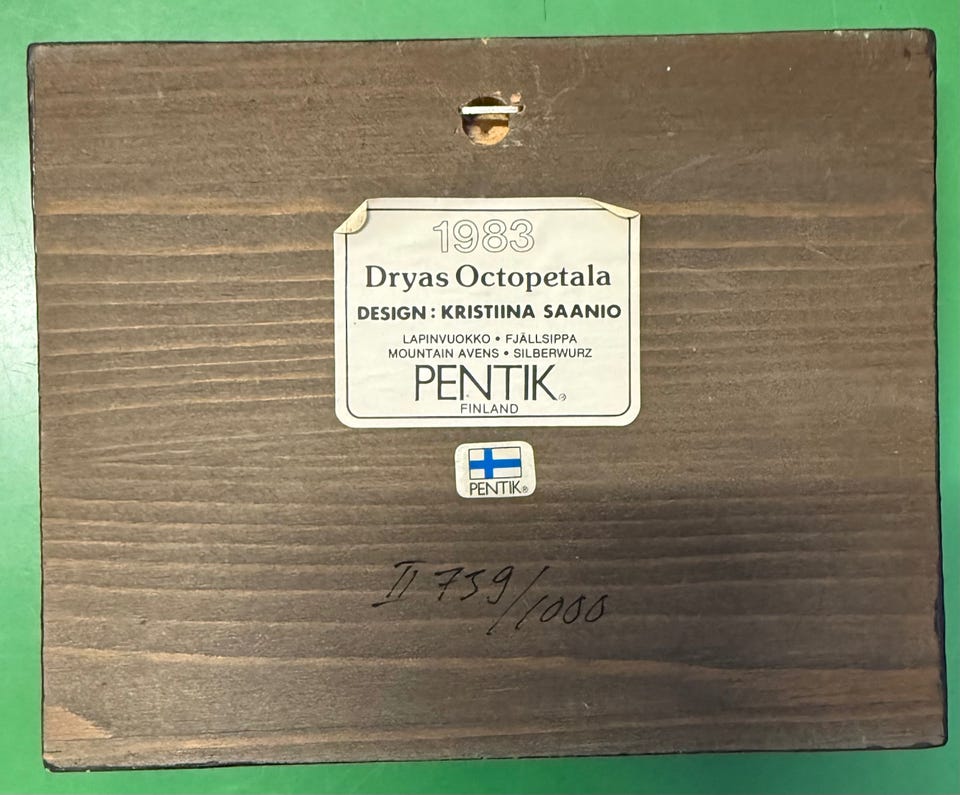 1983
Dryas Octopetala
DESIGN: KRISTIINA SAANIO
LAPINVUOKKO • FJÄLLSIPPA
MOUNTAIN AVENS • SILBERWURZ
PENTIK®
FINLAND
PENTIK®
II 739/1000